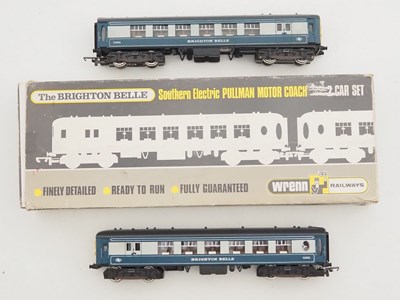 BRIGHTON BELLE
The BRIGHTON BELLE
Southern Electric PULLMAN MOTOR COACH 2-CAR SET
• FINELY DETAILED • READY TO RUN • FULLY GUARANTEED
wrenn RAILWAYS
BRIGHTON BELLE